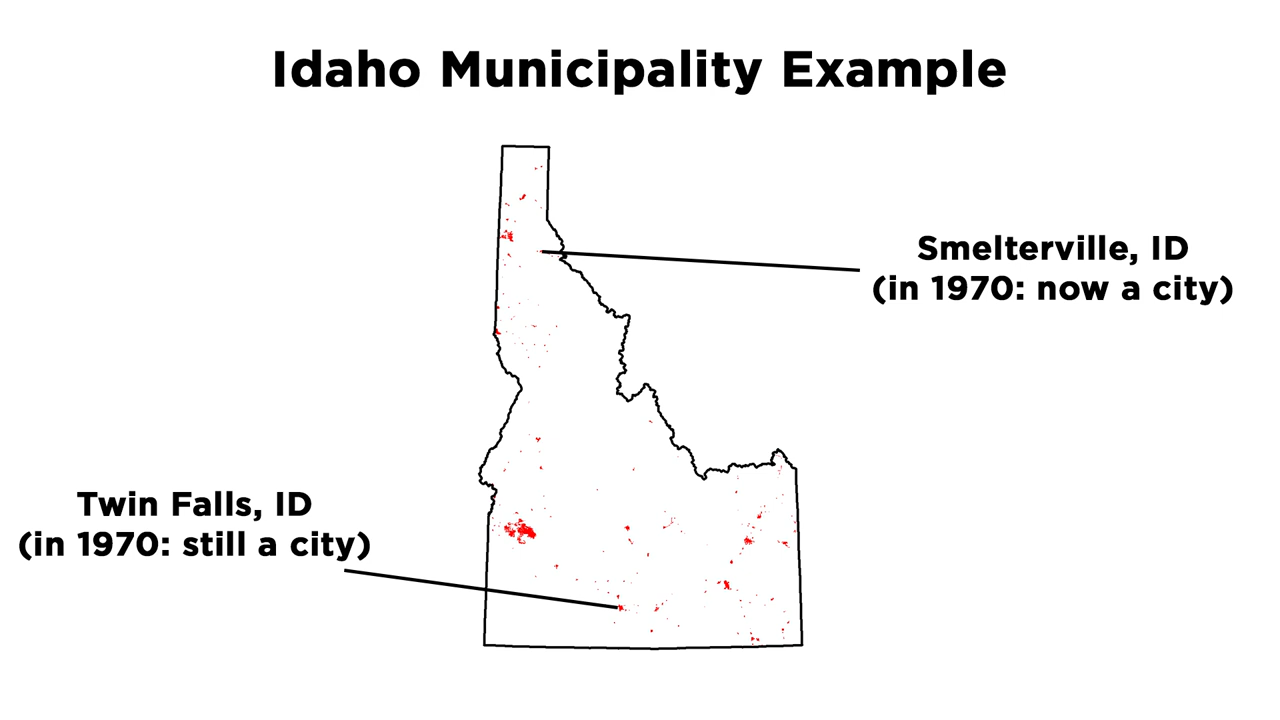 Idaho Municipality Example
Smelterville, ID
(in 1970: now a city)
Twin Falls, ID
(in 1970: still a city)